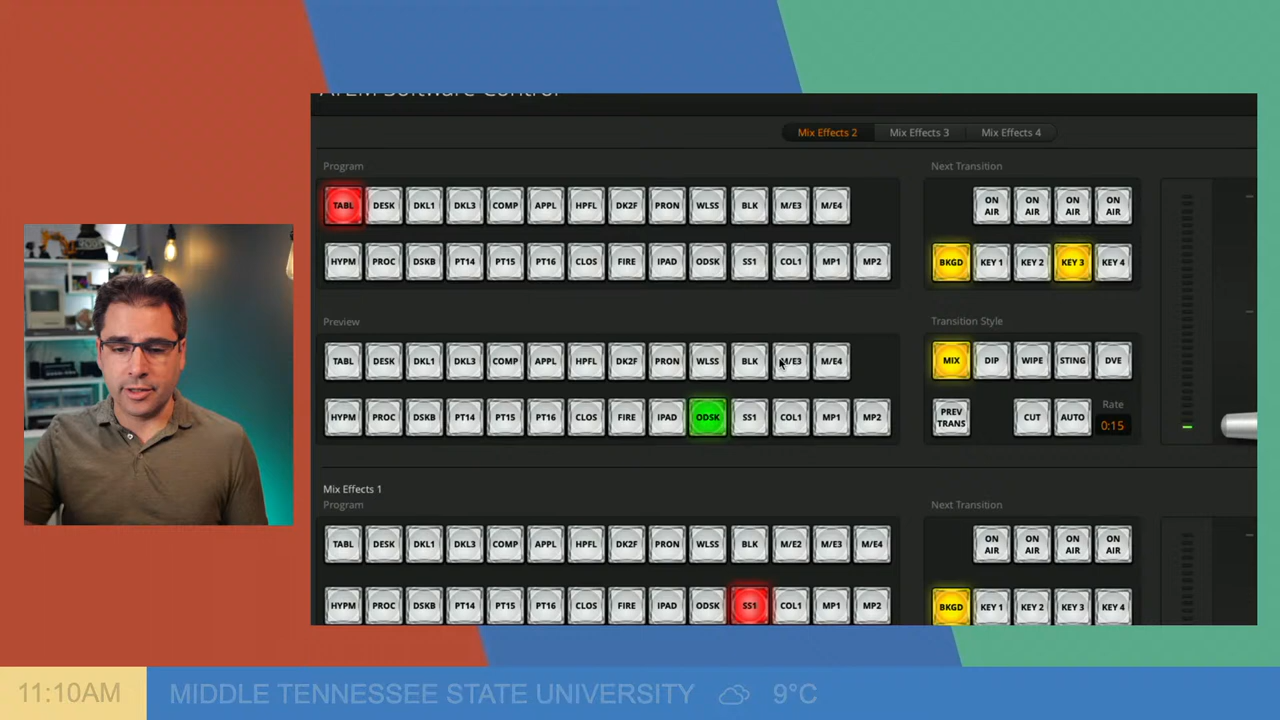 ATEM Software Control
Mix Effects 2 Mix Effects 3 Mix Effects 4
Program
TABL DESK DKL1 DKL3 COMP APPL HPFL DK2F PRON WLSS BLK M/E3 M/E4
HYPM PROC DSKB PT14 PT15 PT16 CLOS FIRE IPAD ODSK SS1 COL1 MP1 MP2
Next Transition
ON AIR ON AIR ON AIR ON AIR
BKGD KEY 1 KEY 2 KEY 3 KEY 4
Preview
TABL DESK DKL1 DKL3 COMP APPL HPFL DK2F PRON WLSS BLK M/E3 M/E4
HYPM PROC DSKB PT14 PT15 PT16 CLOS FIRE IPAD ODSK SS1 COL1 MP1 MP2
Transition Style
MIX DIP WIPE STING DVE
PREV TRANS CUT AUTO Rate 0:15
Mix Effects 1
Program
TABL DESK DKL1 DKL3 COMP APPL HPFL DK2F PRON WLSS BLK M/E2 M/E3 M/E4
HYPM PROC DSKB PT14 PT15 PT16 CLOS FIRE IPAD ODSK SS1 COL1 MP1 MP2
Next Transition
ON AIR ON AIR ON AIR ON AIR
BKGD KEY 1 KEY 2 KEY 3 KEY 4
11:10AM MIDDLE TENNESSEE STATE UNIVERSITY 9°C